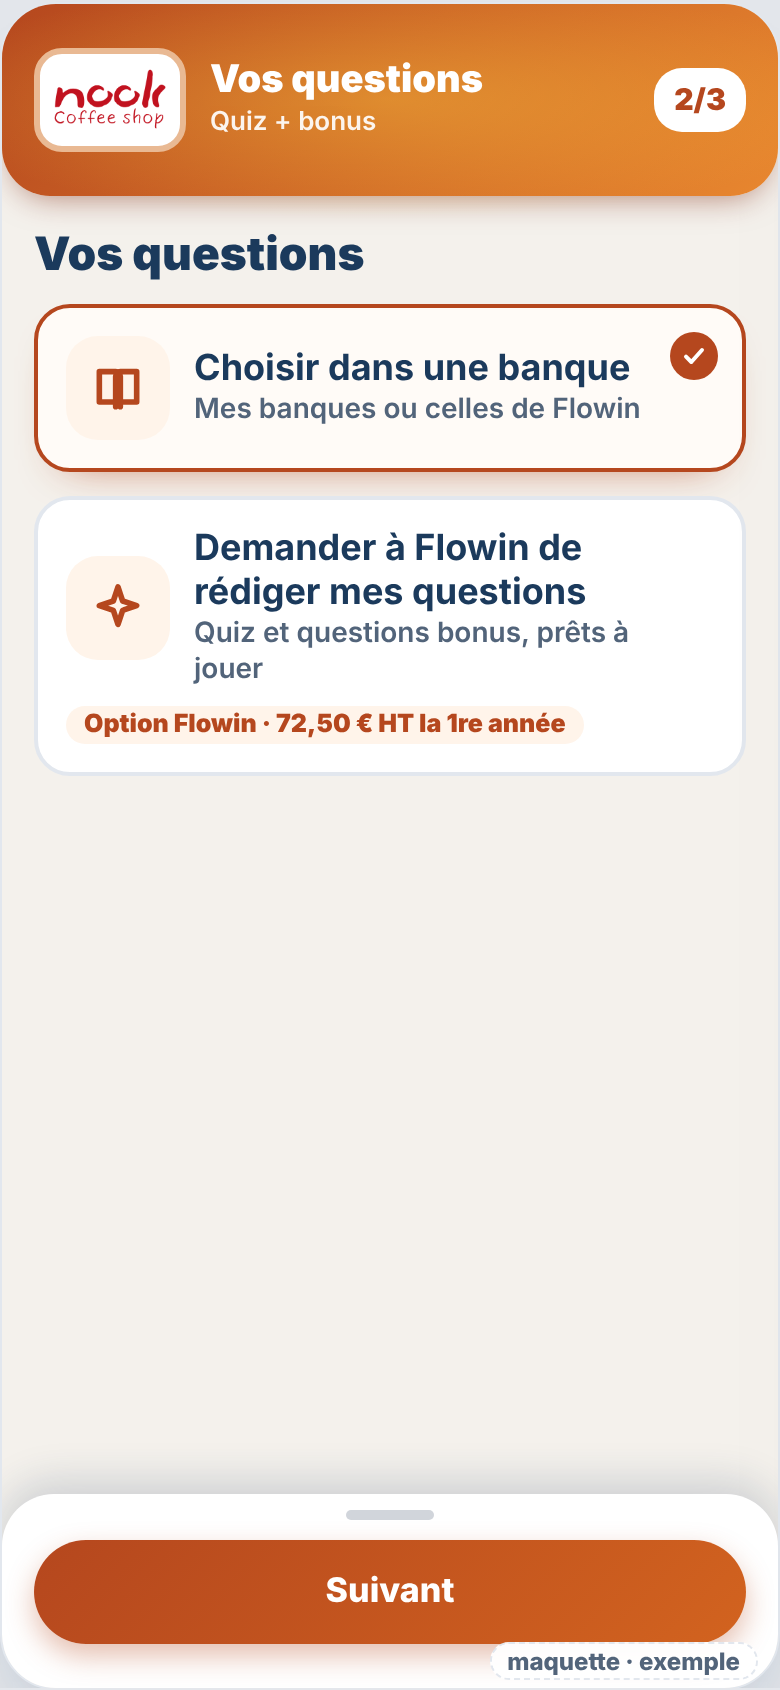 nook
Coffee shop
Vos questions
Quiz + bonus
2/3
Vos questions
Choisir dans une banque
Mes banques ou celles de Flowin
Demander à Flowin de
rédiger mes questions
Quiz et questions bonus, prêts à
jouer
Option Flowin · 72,50 € HT la 1re année
Suivant
maquette · exemple